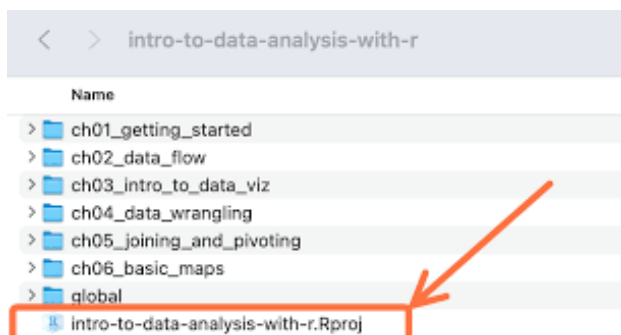 intro-to-data-analysis-with-r
Name
ch01_getting_started
ch02_data_flow
ch03_intro_to_data_viz
ch04_data_wrangling
ch05_joining_and_pivoting
ch06_basic_maps
global
intro-to-data-analysis-with-r.Rproj